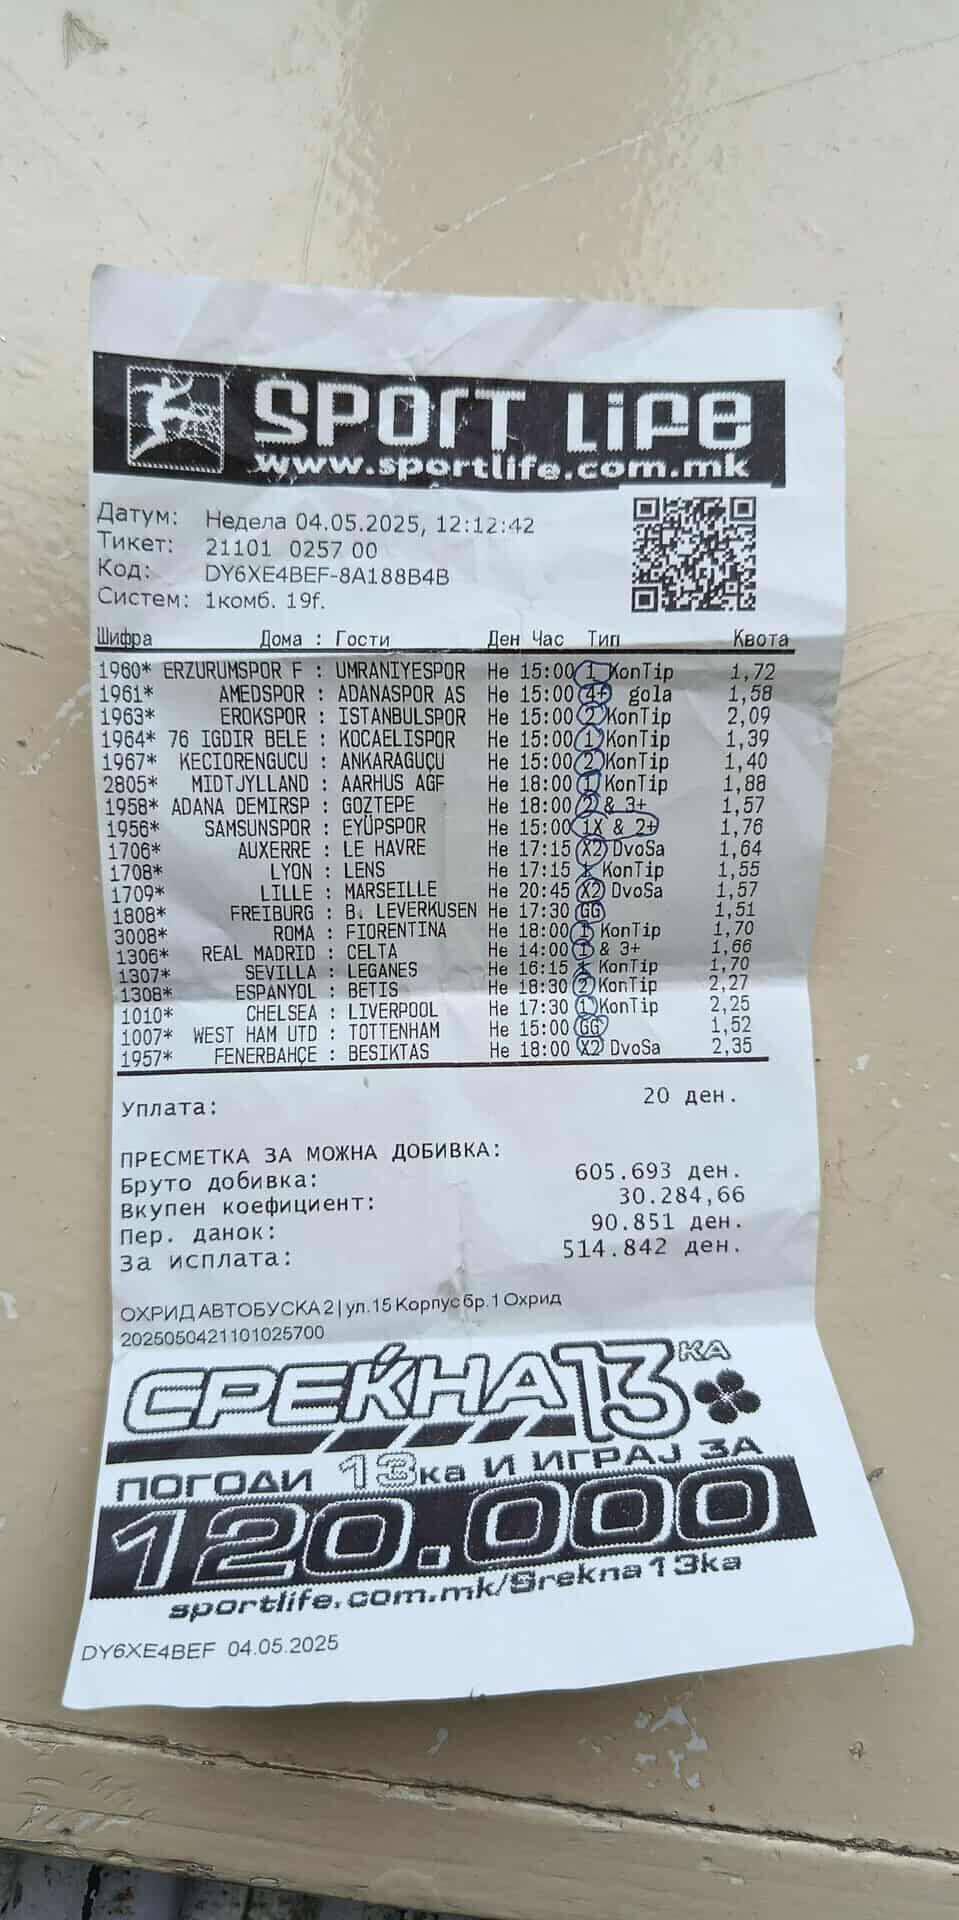 SPORT LiFe
www.sportlife.com.mk
Датум: Недела 04.05.2025, 12:12:42
Тикет: 21101 0257 00
Код: DY6XE4BEF-8A188B4B
Систем: 1комб. 19f.
Шифра Дома : Гости Ден Час Тип Квота
1960* ERZURUMSPOR F : UMRANIYESPOR Не 15:00 1 KonTip 1,72
1961* AMEDSPOR : ADANASPOR AS Не 15:00 4+ gola 1,58
1963* EROKSPOR : ISTANBULSPOR Не 15:00 2 KonTip 2,09
1964* 76 IGDIR BELE : KOCAELISPOR Не 15:00 1 KonTip 1,39
1967* KECIORENGUCU : ANKARAGUÇU Не 15:00 2 KonTip 1,40
2805* MIDTJYLLAND : AARHUS AGF Не 18:00 1 KonTip 1,88
1958* ADANA DEMIRSP : GOZTEPE Не 18:00 2 & 3+ 1,57
1956* SAMSUNSPOR : EYÜPSPOR Не 15:00 1X & 2+ 1,76
1706* AUXERRE : LE HAVRE Не 17:15 X2 DvoSa 1,64
1708* LYON : LENS Не 17:15 1 KonTip 1,55
1709* LILLE : MARSEILLE Не 20:45 X2 DvoSa 1,57
1808* FREIBURG : B. LEVERKUSEN Не 17:30 GG 1,51
3008* ROMA : FIORENTINA Не 18:00 1 KonTip 1,70
1306* REAL MADRID : CELTA Не 14:00 1 & 3+ 1,66
1307* SEVILLA : LEGANES Не 16:15 1 KonTip 1,70
1308* ESPANYOL : BETIS Не 18:30 2 KonTip 2,27
1010* CHELSEA : LIVERPOOL Не 17:30 1 KonTip 2,25
1007* WEST HAM UTD : TOTTENHAM Не 15:00 GG 1,52
1957* FENERBAHÇE : BESIKTAS Не 18:00 X2 DvoSa 2,35
Уплата: 20 ден.
ПРЕСМЕТКА ЗА МОЖНА ДОБИВКА:
Бруто добивка: 605.693 ден.
Вкупен коефициент: 30.284,66
Пер. данок: 90.851 ден.
За исплата: 514.842 ден.
ОХРИД АВТОБУСКА 2 | ул.15 Корпус бр.1 Охрид
2025050421101025700
СРЕЌНА 13КА
ПОГОДИ 13ка И ИГРАЈ ЗА
120.000
sportlife.com.mk/Srekna13ka
DY6XE4BEF 04.05.2025